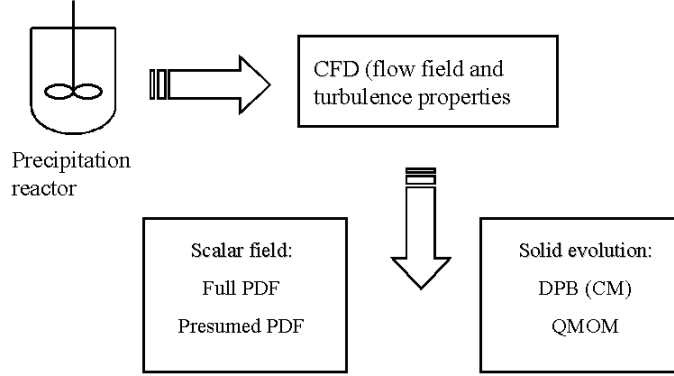 CFD (flow field and
turbulence properties
Precipitation
reactor
Scalar field:
Full PDF
Presumed PDF
Solid evolution:
DPB (CM)
QMOM